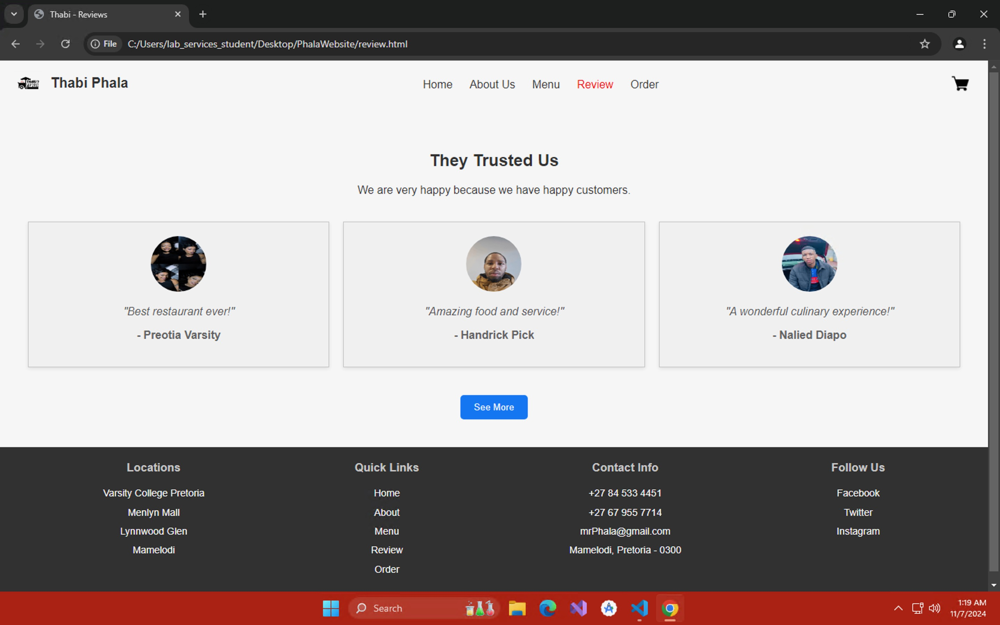 Thabi - Reviews
File C:/Users/lab_services_student/Desktop/PhalaWebsite/review.html
Thabi Phala
Home About Us Menu Review Order
They Trusted Us
We are very happy because we have happy customers.
"Best restaurant ever!"
- Preotia Varsity
"Amazing food and service!"
- Handrick Pick
"A wonderful culinary experience!"
- Nalied Diapo
See More
Locations
Varsity College Pretoria
Menlyn Mall
Lynnwood Glen
Mamelodi
Quick Links
Home
About
Menu
Review
Order
Contact Info
+27 84 533 4451
+27 67 955 7714
mrPhala@gmail.com
Mamelodi, Pretoria - 0300
Follow Us
Facebook
Twitter
Instagram
Search
1:19 AM
11/7/2024